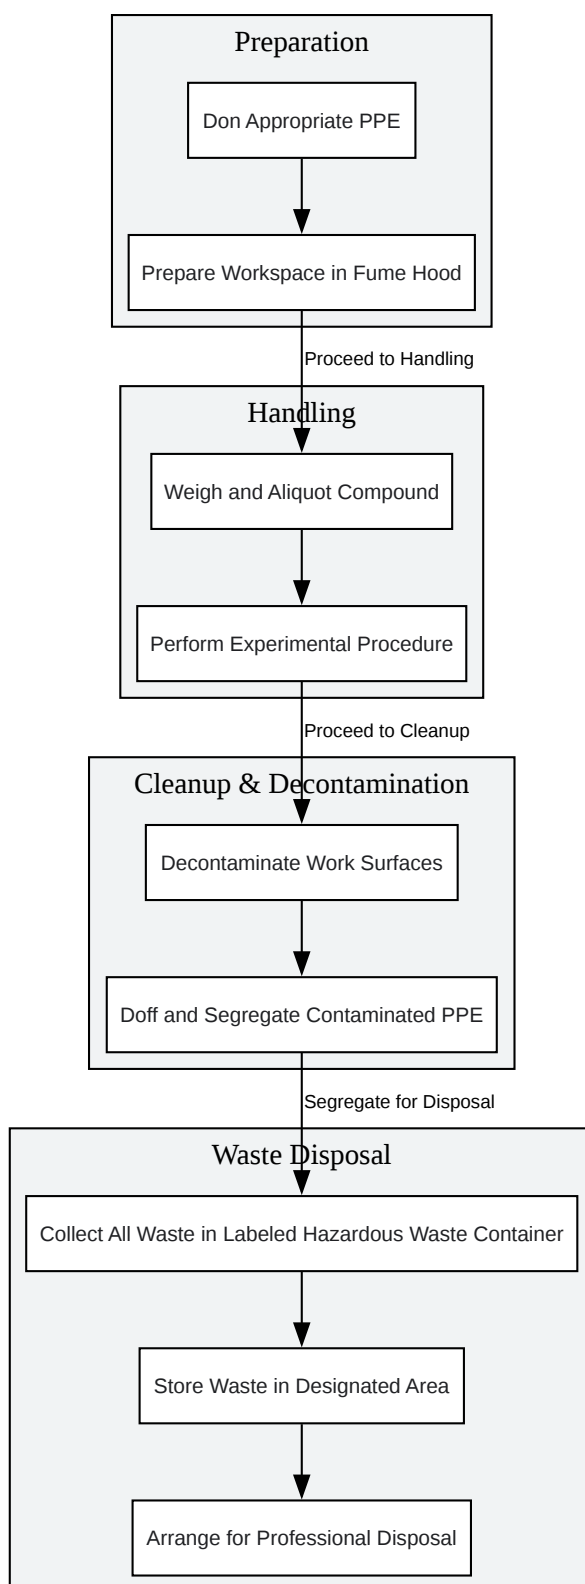 Preparation
Don Appropriate PPE
Prepare Workspace in Fume Hood
Proceed to Handling
Handling
Weigh and Aliquot Compound
Perform Experimental Procedure
Proceed to Cleanup
Cleanup & Decontamination
Decontaminate Work Surfaces
Doff and Segregate Contaminated PPE
Segregate for Disposal
Waste Disposal
Collect All Waste in Labeled Hazardous Waste Container
Store Waste in Designated Area
Arrange for Professional Disposal